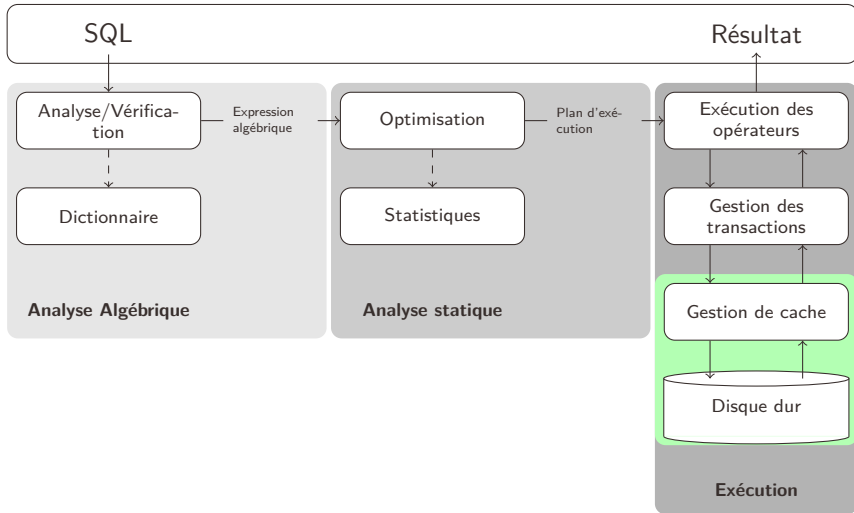 SQL
Résultat
Analyse/Vérifica-
tion
Expression
algébrique
Optimisation
Plan d'exé-
cution
Exécution des
opérateurs
Dictionnaire
Statistiques
Gestion des
transactions
Analyse Algébrique
Analyse statique
Gestion de cache
Disque dur
Exécution